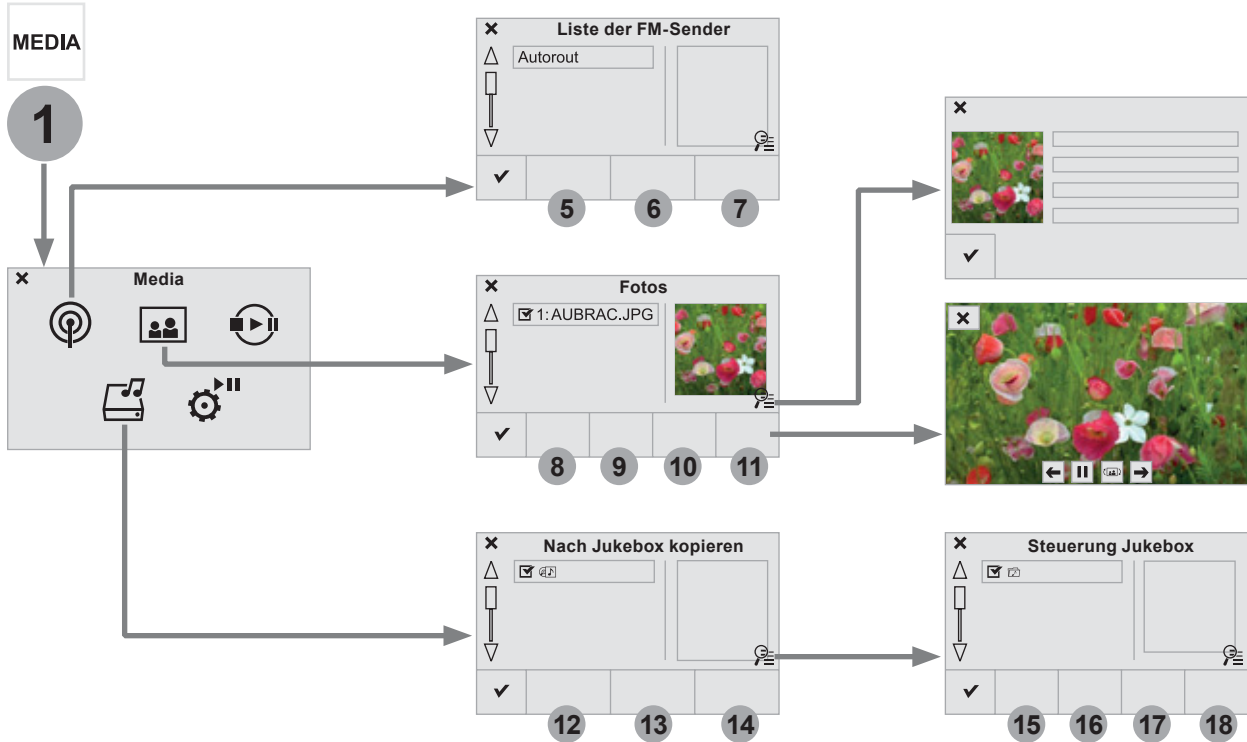 MEDIA
1
Media
Liste der FM-Sender
Autorout
5 6 7
Fotos
1: AUBRAC.JPG
8 9 10 11
Nach Jukebox kopieren
12 13 14
Steuerung Jukebox
15 16 17 18